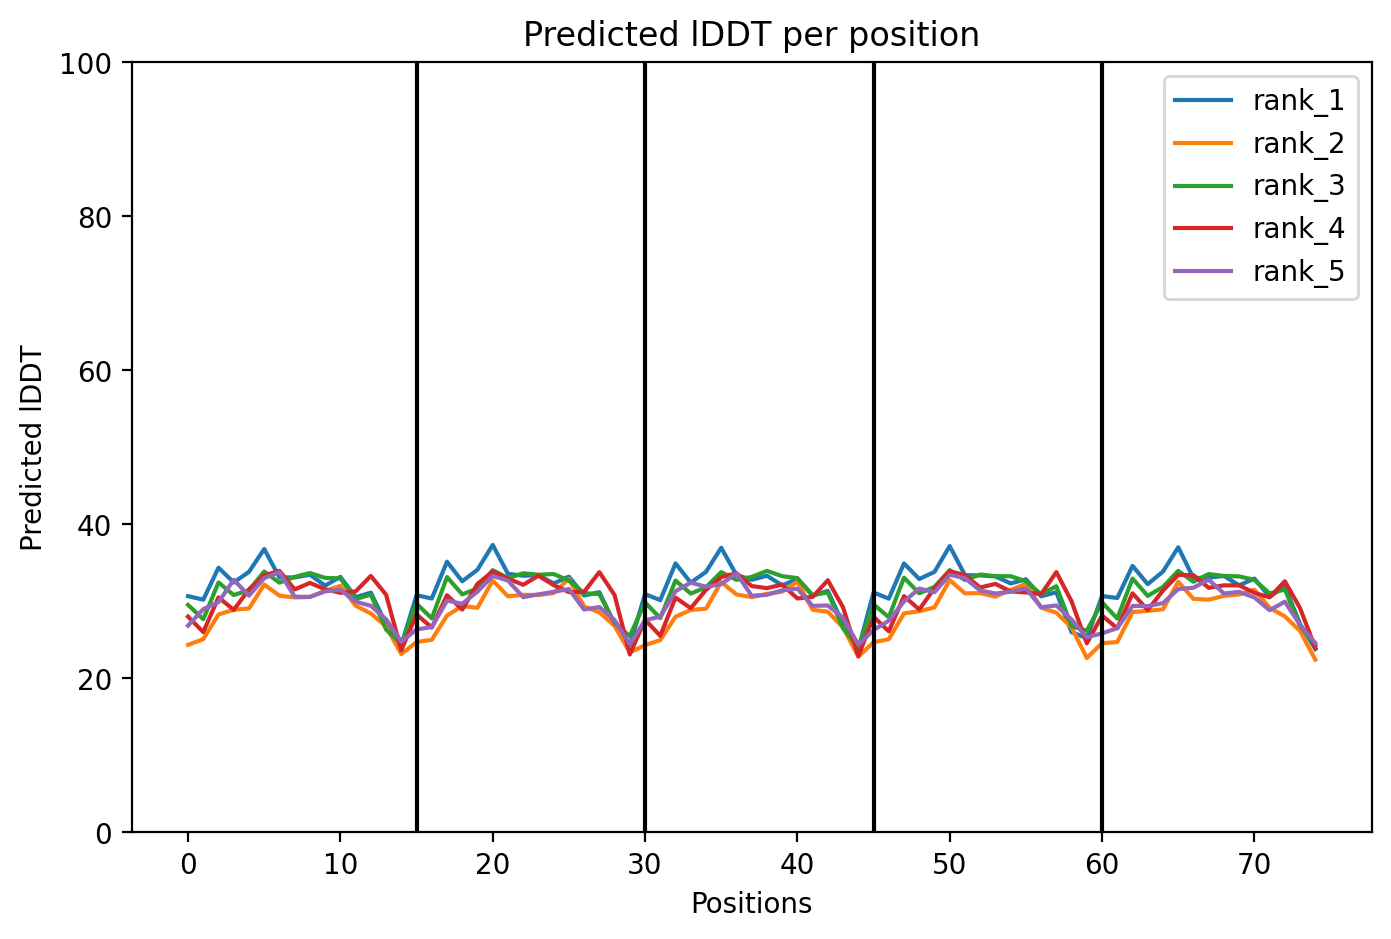 Predicted lDDT per position
100
80
60
40
20
0
Predicted lDDT
0 10 20 30 40 50 60 70
Positions
rank_1
rank_2
rank_3
rank_4
rank_5